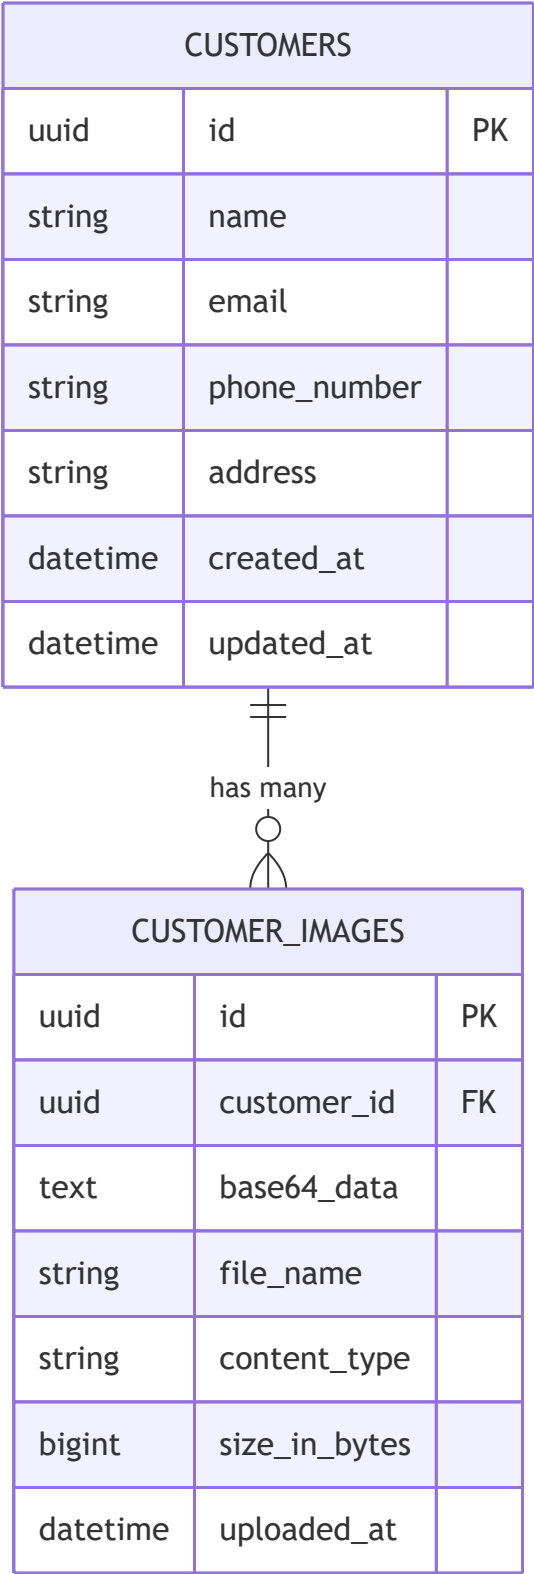 CUSTOMERS
uuid id PK
string name
string email
string phone_number
string address
datetime created_at
datetime updated_at
has many
CUSTOMER_IMAGES
uuid id PK
uuid customer_id FK
text base64_data
string file_name
string content_type
bigint size_in_bytes
datetime uploaded_at